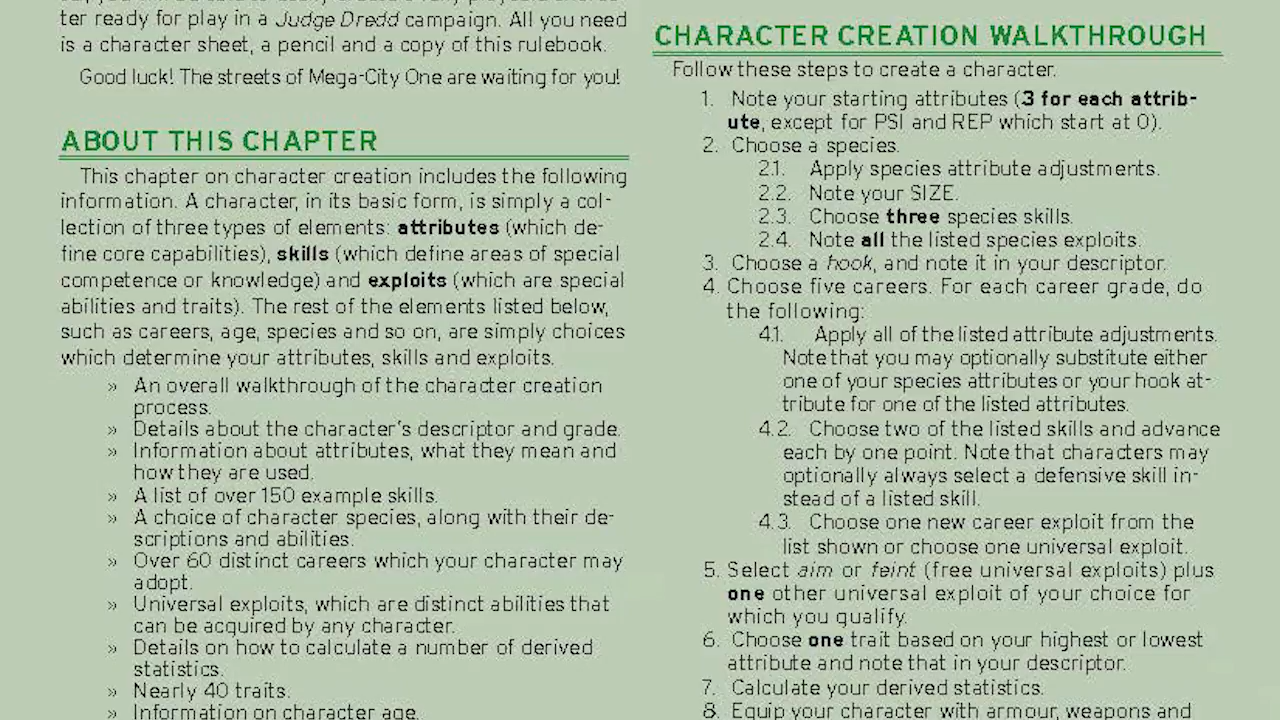 ter ready for play in a Judge Dredd campaign. All you need
is a character sheet, a pencil and a copy of this rulebook.
Good luck! The streets of Mega-City One are waiting for you!
ABOUT THIS CHAPTER
This chapter on character creation includes the following
information. A character, in its basic form, is simply a col-
lection of three types of elements: attributes (which de-
fine core capabilities), skills (which define areas of special
competence or knowledge) and exploits (which are special
abilities and traits). The rest of the elements listed below,
such as careers, age, species and so on, are simply choices
which determine your attributes, skills and exploits.
» An overall walkthrough of the character creation
process.
» Details about the character's descriptor and grade.
» Information about attributes, what they mean and
how they are used.
» A list of over 150 example skills.
» A choice of character species, along with their de-
scriptions and abilities.
» Over 60 distinct careers which your character may
adopt.
» Universal exploits, which are distinct abilities that
can be acquired by any character.
» Details on how to calculate a number of derived
statistics.
» Nearly 40 traits.
» Information on character age.
CHARACTER CREATION WALKTHROUGH
Follow these steps to create a character.
1. Note your starting attributes (3 for each attrib-
ute, except for PSI and REP which start at 0).
2. Choose a species.
2.1. Apply species attribute adjustments.
2.2. Note your SIZE.
2.3. Choose three species skills.
2.4. Note all the listed species exploits.
3. Choose a hook, and note it in your descriptor.
4. Choose five careers. For each career grade, do
the following:
4.1. Apply all of the listed attribute adjustments.
Note that you may optionally substitute either
one of your species attributes or your hook at-
tribute for one of the listed attributes.
4.2. Choose two of the listed skills and advance
each by one point. Note that characters may
optionally always select a defensive skill in-
stead of a listed skill.
4.3. Choose one new career exploit from the
list shown or choose one universal exploit.
5. Select aim or feint (free universal exploits) plus
one other universal exploit of your choice for
which you qualify.
6. Choose one trait based on your highest or lowest
attribute and note that in your descriptor.
7. Calculate your derived statistics.
8. Equip your character with armour, weapons and